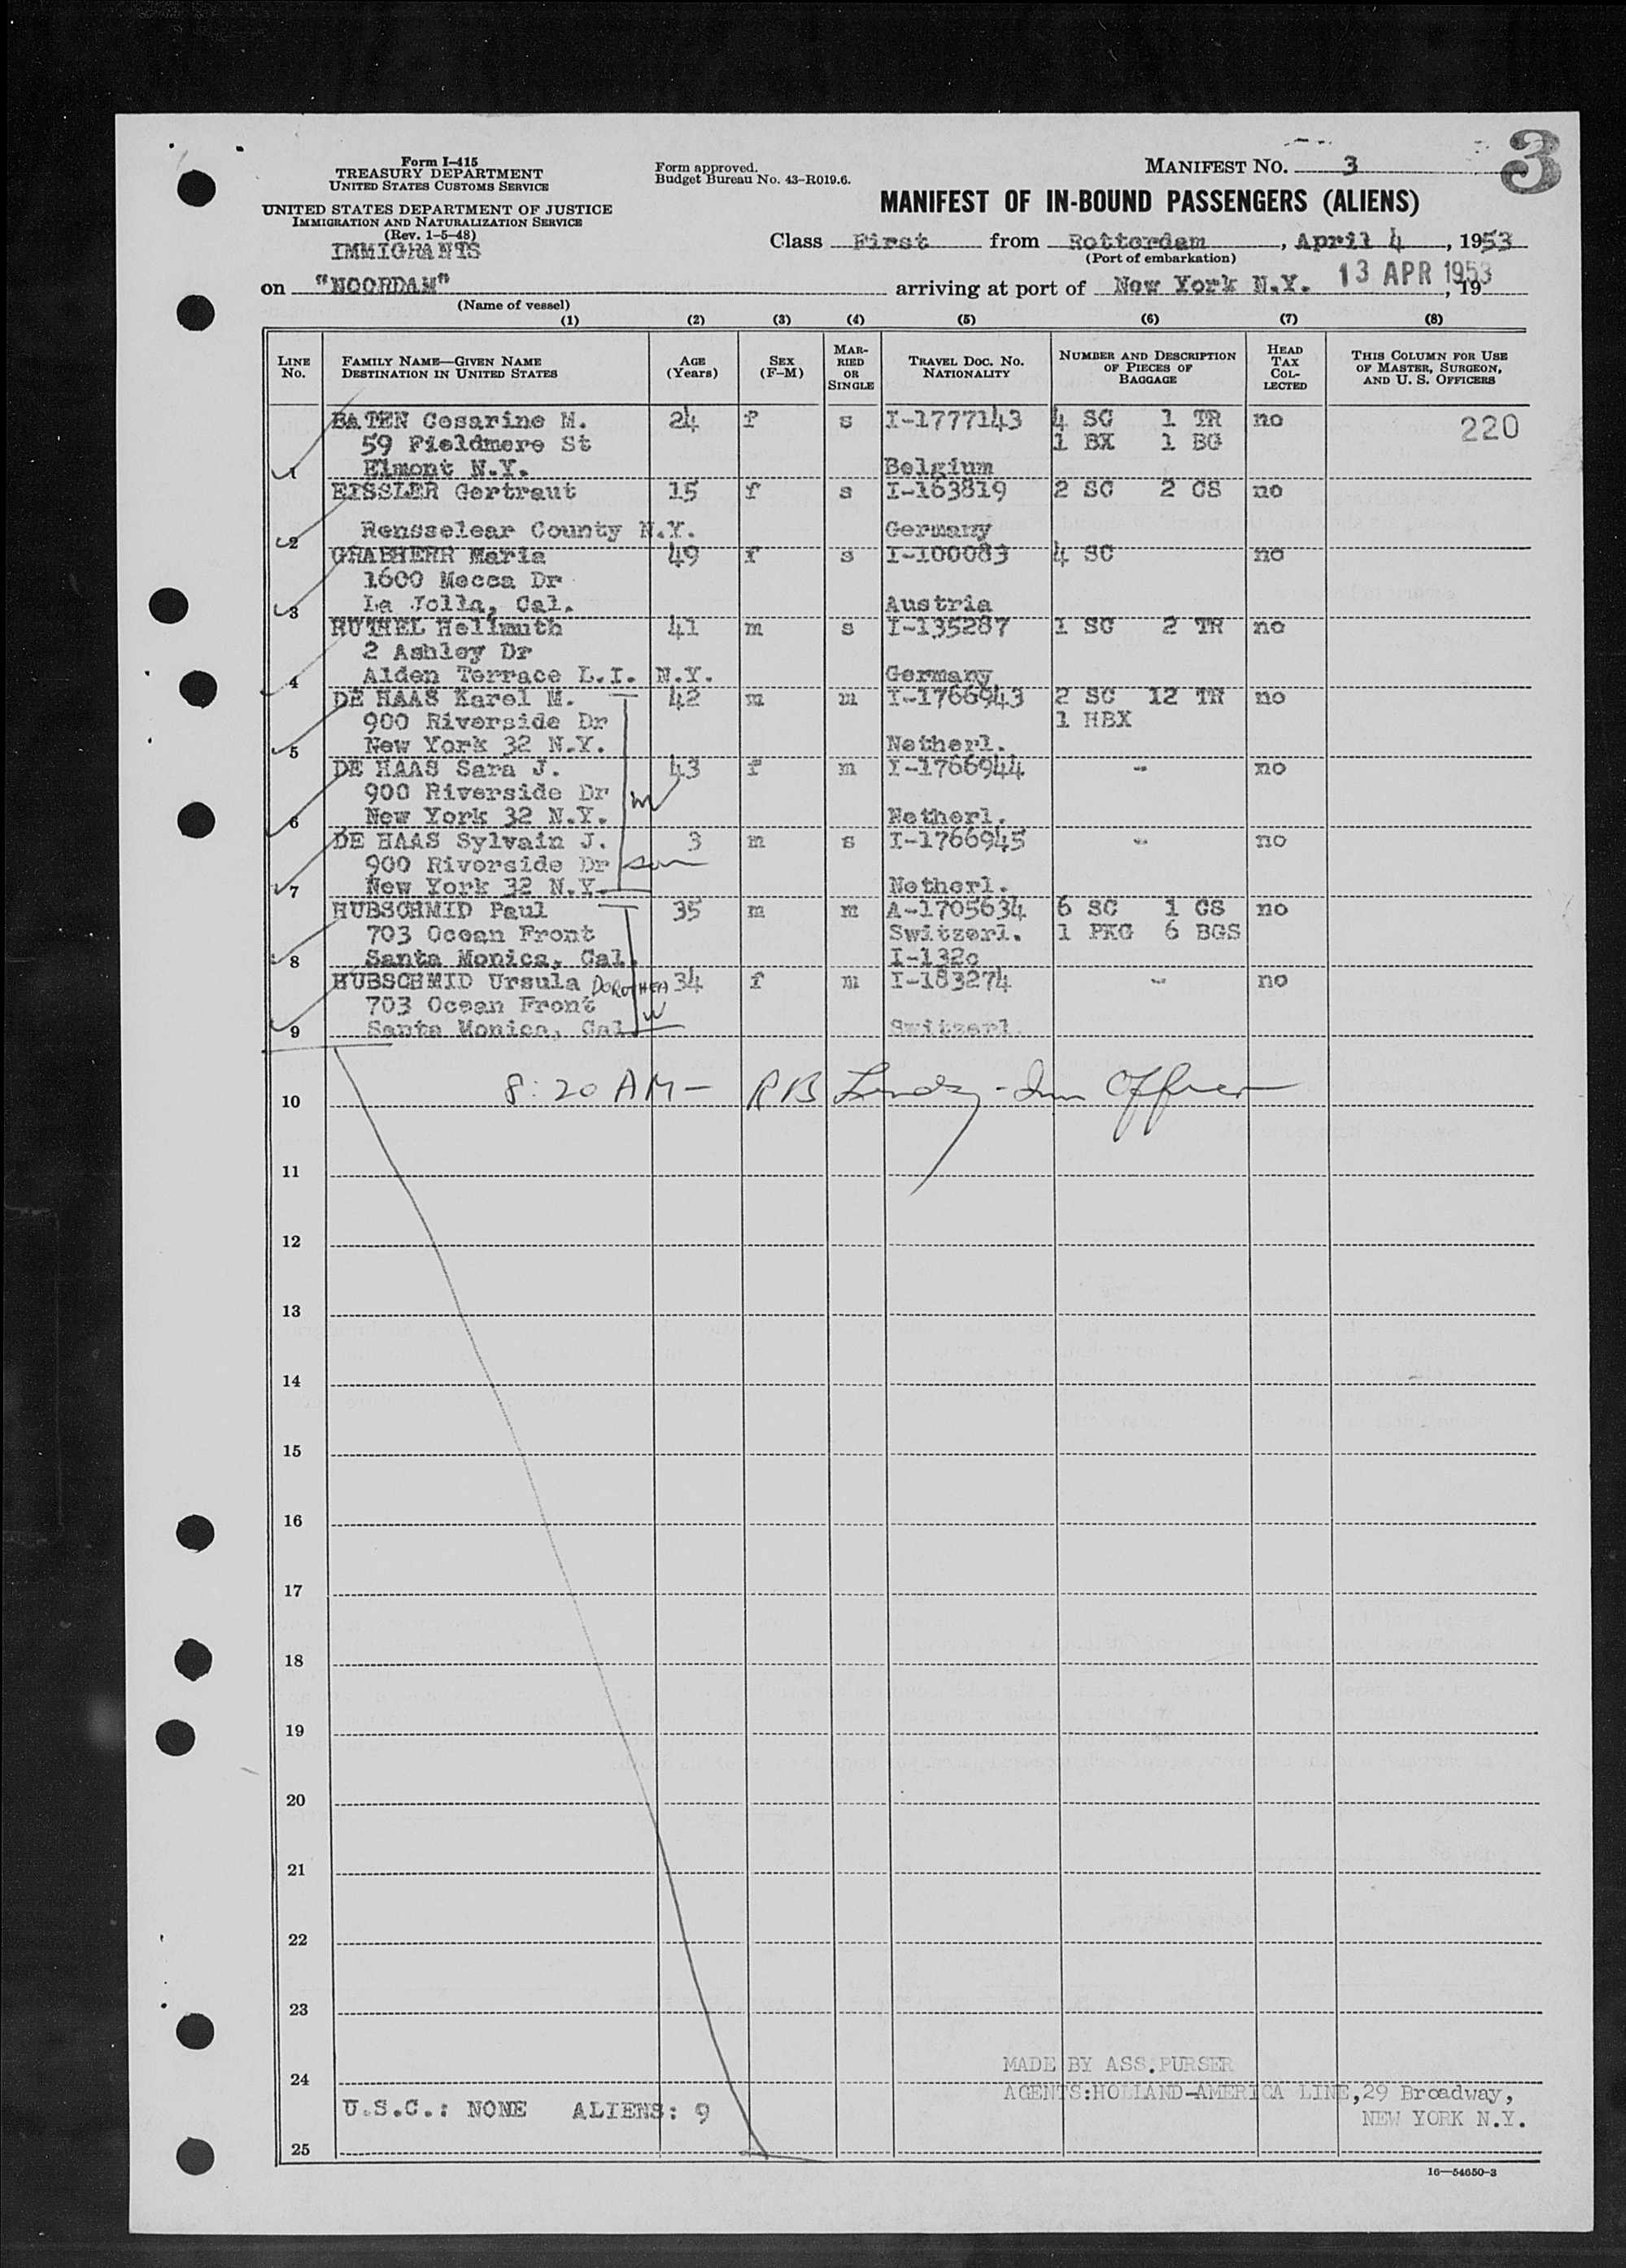 Form I-415
TREASURY DEPARTMENT
UNITED STATES CUSTOMS SERVICE
UNITED STATES DEPARTMENT OF JUSTICE
IMMIGRATION AND NATURALIZATION SERVICE
(Rev. 1-5-48)
IMMIGRANTS
Form approved.
Budget Bureau No. 43-R019.6.
MANIFEST NO. 3
3
MANIFEST OF IN-BOUND PASSENGERS (ALIENS)
Class First from Rotterdam, April 4, 1953
(Port of embarkation)
on "NOORDAM" arriving at port of New York N.Y. 13 APR 1953, 19
(Name of vessel)
(1) (2) (3) (4) (5) (6) (7) (8)
LINE No. FAMILY NAME—GIVEN NAME DESTINATION IN UNITED STATES AGE (Years) SEX (F-M) MARRIED OR SINGLE TRAVEL DOC. NO. NATIONALITY NUMBER AND DESCRIPTION OF PIECES OF BAGGAGE HEAD TAX COLLECTED THIS COLUMN FOR USE OF MASTER, SURGEON, AND U. S. OFFICERS
BATEN Cesarine M. 24 f s I-1777143 4 SC 1 TR no 220
59 Fieldmere St 1 BX 1 BG
1 Elmont N.Y. Belgium
EISSLER Gertraut 15 f s I-163819 2 SC 2 CS no
2 Rensselear County N.Y. Germany
GRABHERR Maria 49 f s I-100083 4 SC no
1600 Mecca Dr
3 La Jolla, Cal. Austria
RUTHEL Hellmuth 41 m s I-135287 1 SC 2 TR no
2 Ashley Dr
4 Alden Terrace L.I. N.Y. Germany
DE HAAS Karel M. 42 m m I-1766943 2 SC 12 TR no
900 Riverside Dr 1 HBX
5 New York 32 N.Y. Netherl.
DE HAAS Sara J. 43 f m I-1766944 - no
900 Riverside Dr W
6 New York 32 N.Y. Netherl.
DE HAAS Sylvain J. 3 m s I-1766945 - no
900 Riverside Dr son
7 New York 32 N.Y. Netherl.
HUBSCHMID Paul 35 m m A-1705634 6 SC 1 CS no
703 Ocean Front Switzerl. 1 PKG 6 BGS
8 Santa Monica, Cal. I-132c
HUBSCHMID Ursula DOROTHEA 34 f m I-183274 - no
703 Ocean Front W
9 Santa Monica, Cal. Switzerl.
8:20 AM - RB - Imm Officer
10
11
12
13
14
15
16
17
18
19
20
21
22
23
MADE BY ASS.PURSER
24
AGENTS:HOLLAND-AMERICA LINE,29 Broadway,
U.S.C.: NONE ALIENS: 9 NEW YORK N.Y.
25
16—54650-3